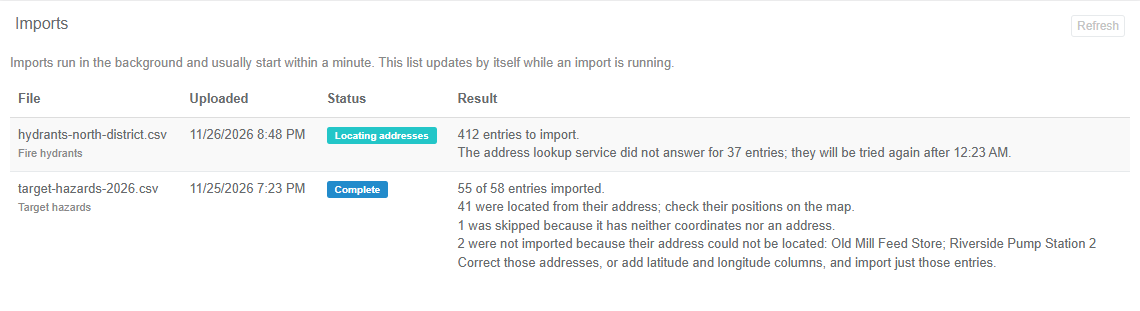 Imports
Refresh
Imports run in the background and usually start within a minute. This list updates by itself while an import is running.
File Uploaded Status Result
hydrants-north-district.csv 11/26/2026 8:48 PM Locating addresses 412 entries to import.
Fire hydrants The address lookup service did not answer for 37 entries; they will be tried again after 12:23 AM.
target-hazards-2026.csv 11/25/2026 7:23 PM Complete 55 of 58 entries imported.
Target hazards 41 were located from their address; check their positions on the map.
1 was skipped because it has neither coordinates nor an address.
2 were not imported because their address could not be located: Old Mill Feed Store; Riverside Pump Station 2
Correct those addresses, or add latitude and longitude columns, and import just those entries.